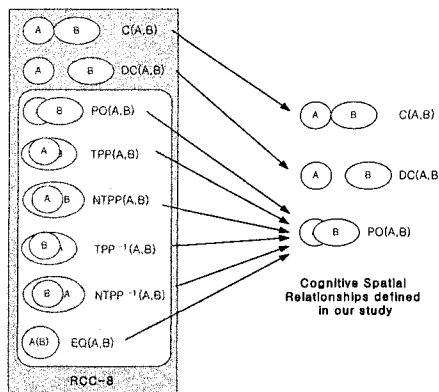 A B C(A,B)
A B DC(A,B)
B PO(A,B)
A B TPP(A,B)
A B NTPP(A,B)
B A TPP⁻¹(A,B)
B A NTPP⁻¹(A,B)
A(B) EQ(A,B)
RCC-8
A B C(A,B)
A B DC(A,B
B PO(A,B)
Cognitive Spatial
Relationships defined
in our study